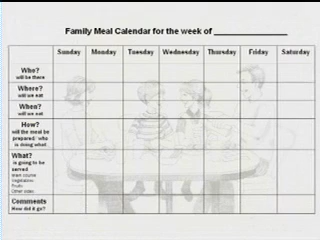 Family Meal Calendar for the week of
Sunday Monday Tuesday Wednesday Thursday Friday Saturday
Who?
will be there
Where?
will we eat
When?
will we eat
How?
will the meal be
prepared/ who
is doing what
What?
is going to be
served
Main course
Vegetables
Fruits
Other sides
Comments
How did it go?